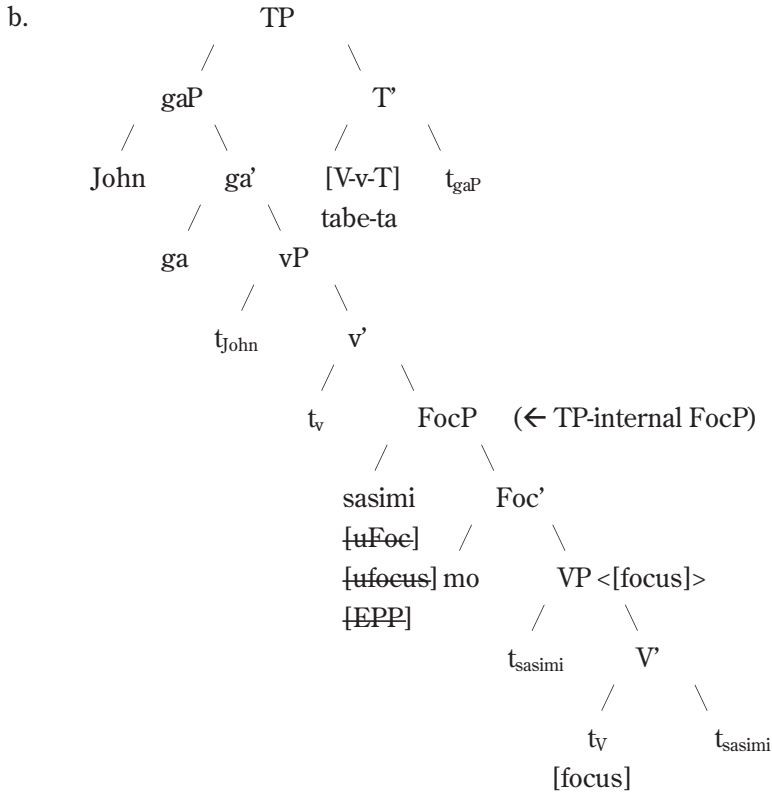 b. TP
gaP T’
John ga’ [V-v-T] t_gaP
tabe-ta
ga vP
t_John v’
t_v FocP (← TP-internal FocP)
sasimi Foc’
[uFoc]
[ufocus] mo VP <[focus]>
[EPP]
t_sasimi V’
t_V t_sasimi
[focus]